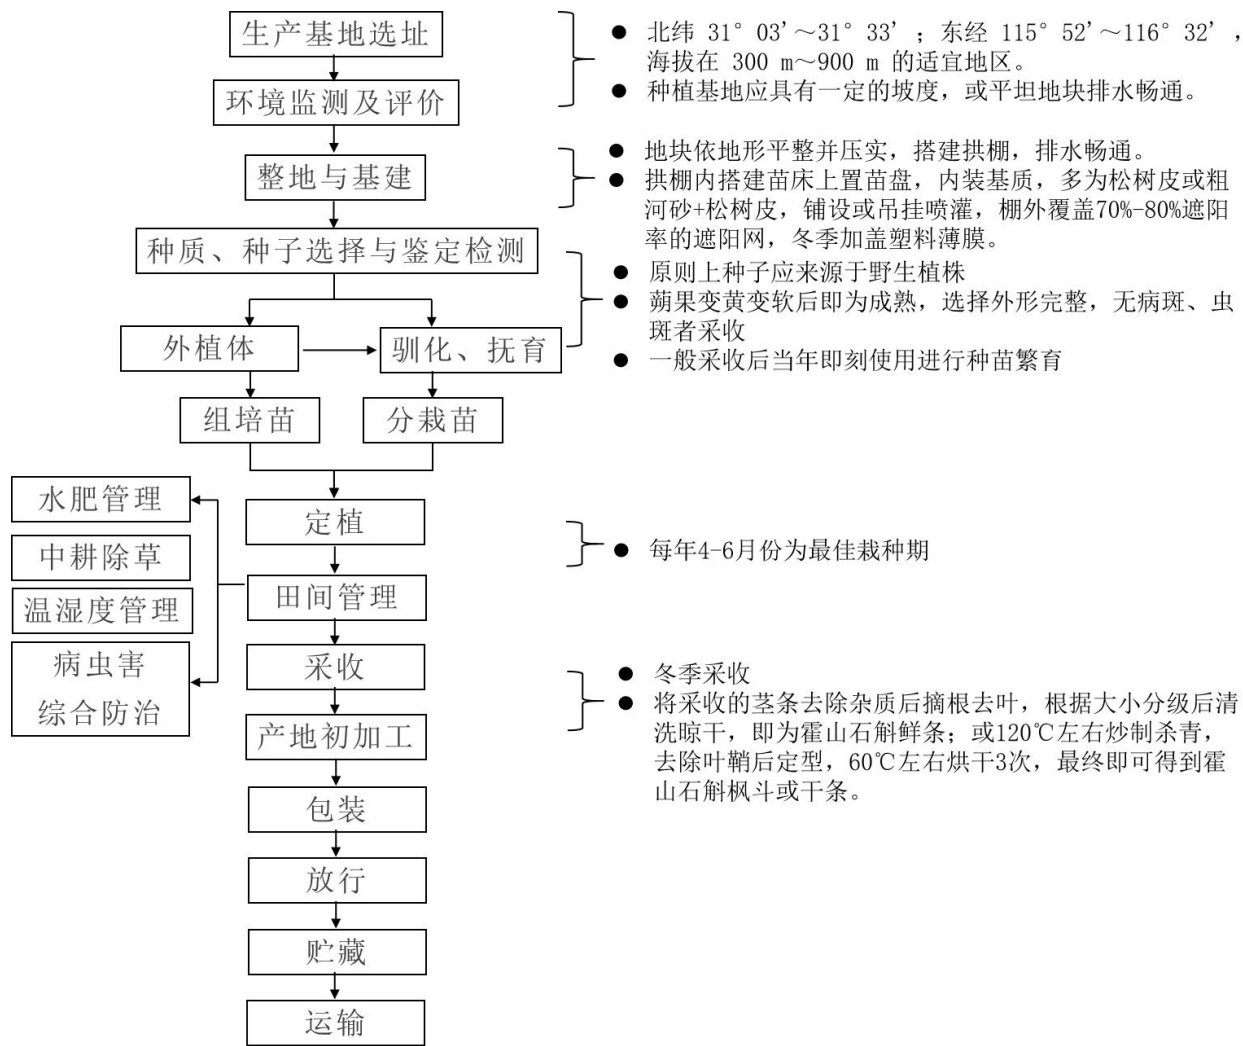 生产基地选址
环境监测及评价
● 北纬 31° 03'～31° 33' ；东经 115° 52'～116° 32' ，
海拔在 300 m～900 m 的适宜地区。
● 种植基地应具有一定的坡度，或平坦地块排水畅通。
整地与基建
● 地块依地形平整并压实，搭建拱棚，排水畅通。
● 拱棚内搭建苗床上置苗盘，内装基质，多为松树皮或粗
河砂+松树皮，铺设或吊挂喷灌，棚外覆盖70%-80%遮阳
率的遮阳网，冬季加盖塑料薄膜。
种质、种子选择与鉴定检测
● 原则上种子应来源于野生植株
● 蒴果变黄变软后即为成熟，选择外形完整，无病斑、虫
斑者采收
● 一般采收后当年即刻使用进行种苗繁育
外植体
驯化、抚育
组培苗
分栽苗
定植
● 每年4-6月份为最佳栽种期
田间管理
水肥管理
中耕除草
温湿度管理
病虫害
综合防治
采收
产地初加工
● 冬季采收
● 将采收的茎条去除杂质后摘根去叶，根据大小分级后清
洗晾干，即为霍山石斛鲜条；或120℃左右炒制杀青，
去除叶鞘后定型，60℃左右烘干3次，最终即可得到霍
山石斛枫斗或干条。
包装
放行
贮藏
运输